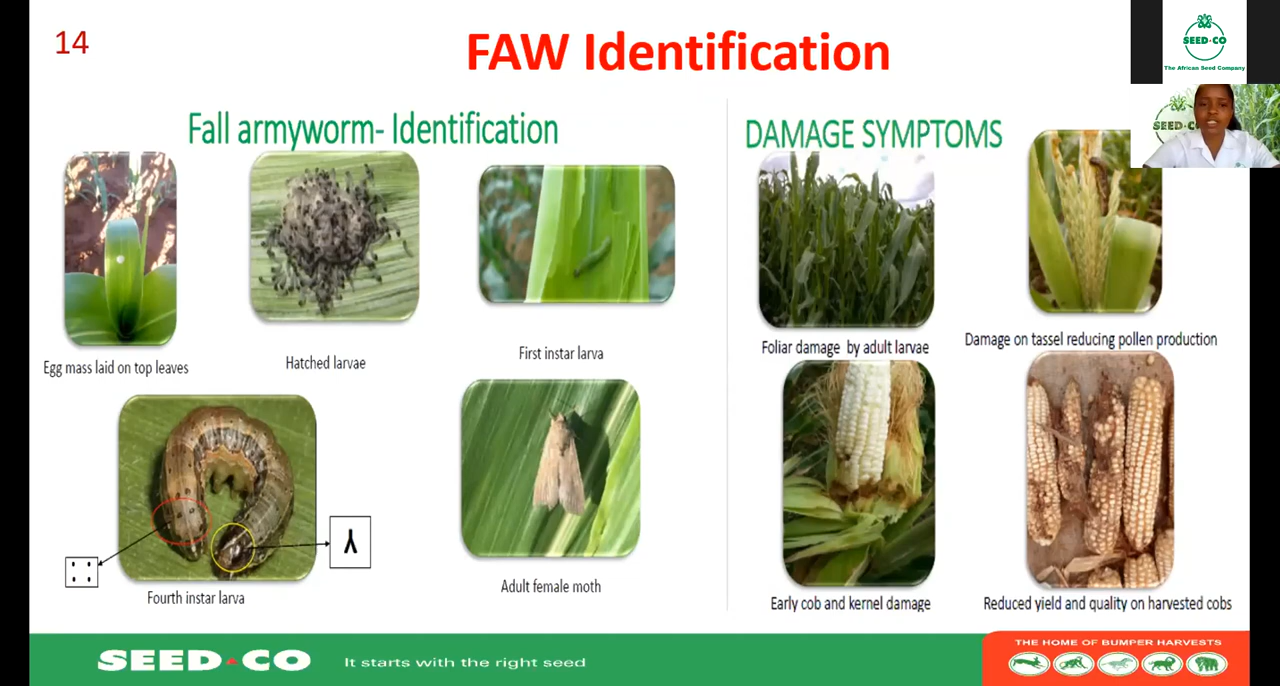 14
FAW Identification
SEED·CO
The African Seed Company
SEED·C
Fall armyworm- Identification
DAMAGE SYMPTOMS
Egg mass laid on top leaves
Hatched larvae
First instar larva
Foliar damage by adult larvae
Damage on tassel reducing pollen production
Fourth instar larva
Adult female moth
Early cob and kernel damage
Reduced yield and quality on harvested cobs
SEED CO
It starts with the right seed
THE HOME OF BUMPER HARVESTS